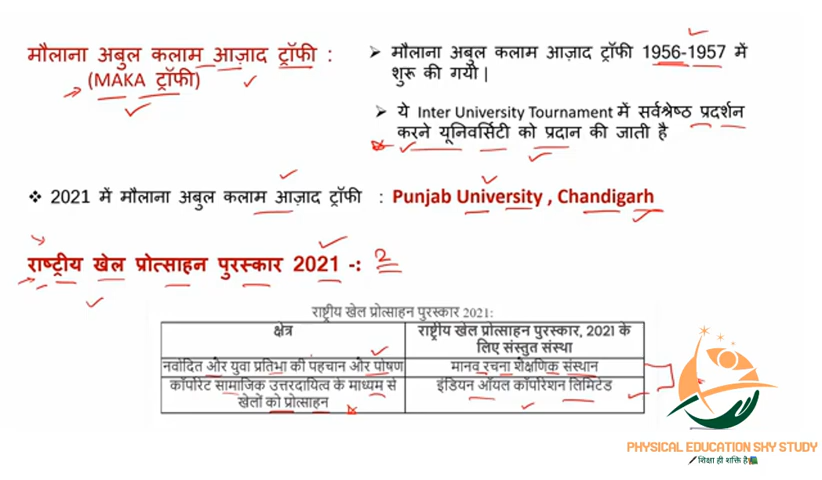 मौलाना अबुल कलाम आज़ाद ट्रॉफी :
(MAKA ट्रॉफी)
➤ मौलाना अबुल कलाम आज़ाद ट्रॉफी 1956-1957 में
शुरू की गयी |
➤ ये Inter University Tournament में सर्वश्रेष्ठ प्रदर्शन
करने यूनिवर्सिटी को प्रदान की जाती है
❖ 2021 में मौलाना अबुल कलाम आज़ाद ट्रॉफी : Punjab University , Chandigarh
राष्ट्रीय खेल प्रोत्साहन पुरस्कार 2021 -: 2
राष्ट्रीय खेल प्रोत्साहन पुरस्कार 2021:
क्षेत्र
राष्ट्रीय खेल प्रोत्साहन पुरस्कार, 2021 के
लिए संस्तुत संस्था
नवोदित और युवा प्रतिभा की पहचान और पोषण
मानव रचना शैक्षणिक संस्थान
कॉर्पोरेट सामाजिक उत्तरदायित्व के माध्यम से
खेलों को प्रोत्साहन
इंडियन ऑयल कॉर्पोरेशन लिमिटेड
PHYSICAL EDUCATION SKY STUDY
शिक्षा ही शक्ति है